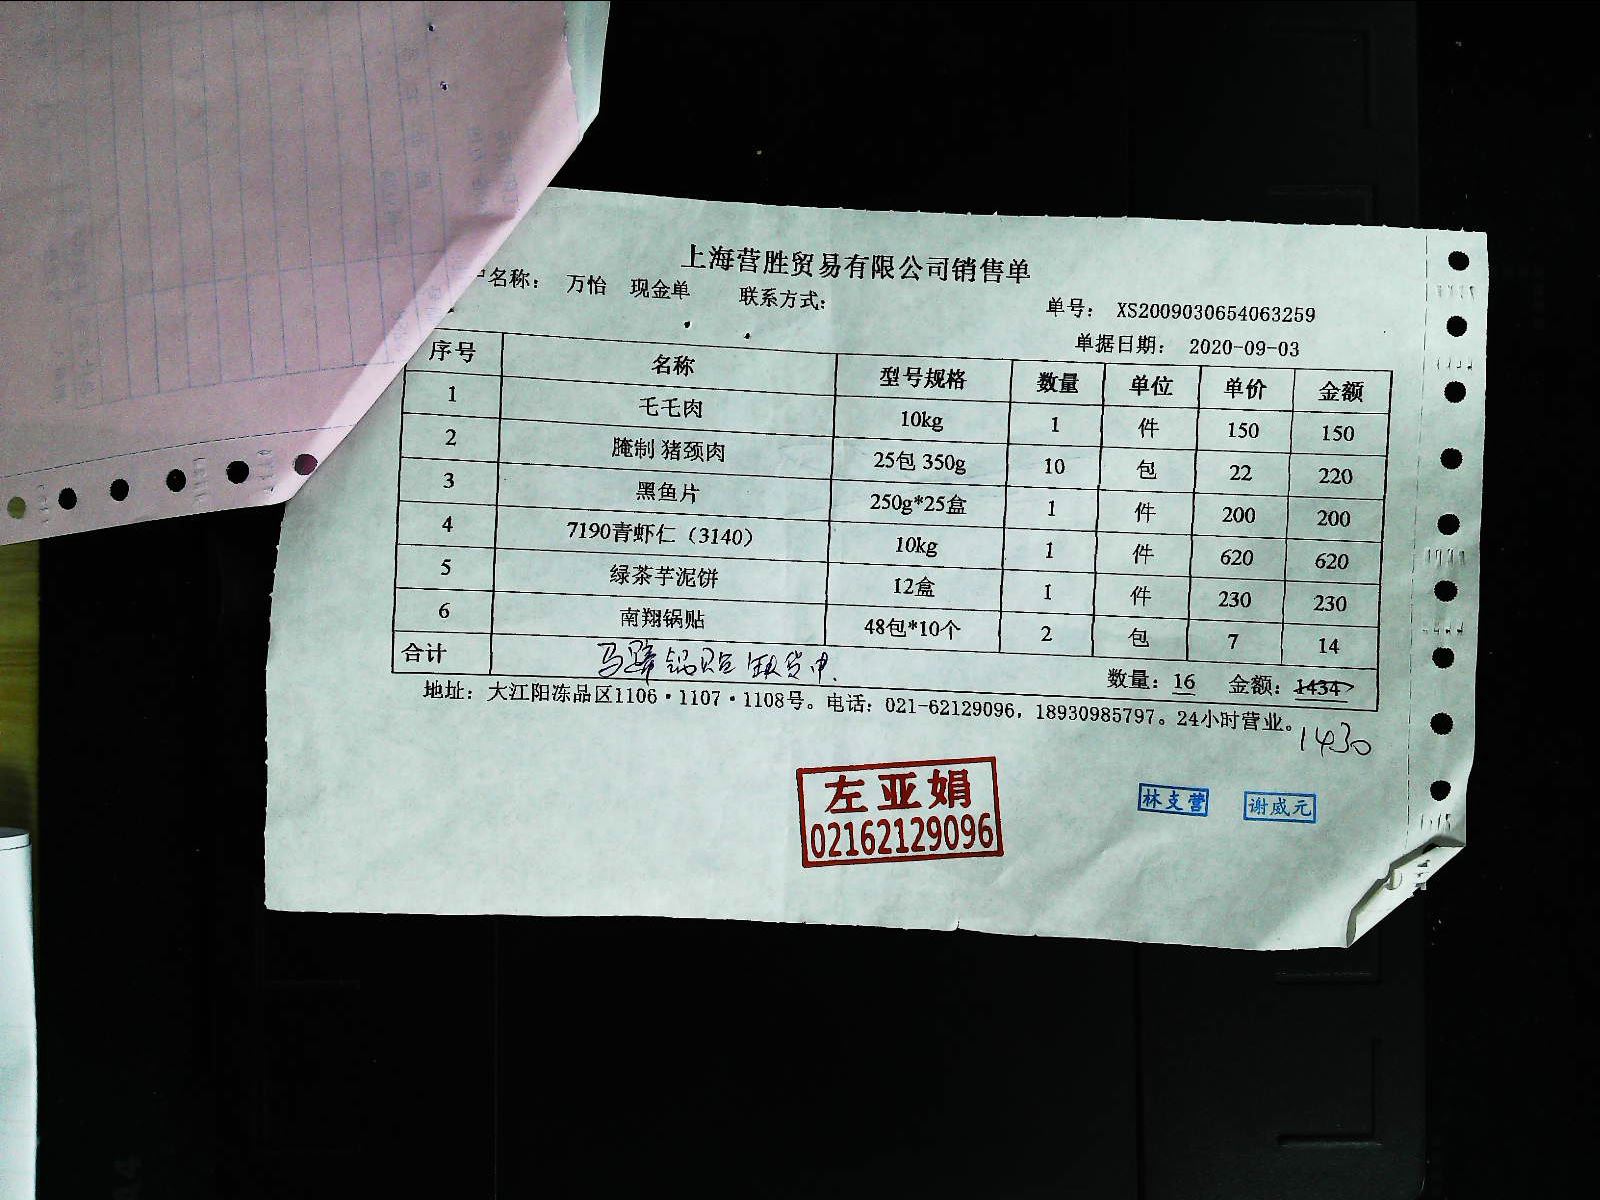 上海营胜贸易有限公司销售单
户名称： 万怡 现金单 联系方式：
单号： XS2009030654063259
单据日期： 2020-09-03
序号 名称 型号规格 数量 单位 单价 金额
1 毛毛肉 10kg 1 件 150 150
2 腌制 猪颈肉 25包 350g 10 包 22 220
3 黑鱼片 250g*25盒 1 件 200 200
4 7190青虾仁（3140） 10kg 1 件 620 620
5 绿茶芋泥饼 12盒 1 件 230 230
6 南翔锅贴 48包*10个 2 包 7 14
合计 锅贴 缺货中. 数量：16 金额：1434
地址：大江阳冻品区1106·1107·1108号。电话：021-62129096，18930985797。24小时营业。
1430
左亚娟
02162129096
林支营
谢威元